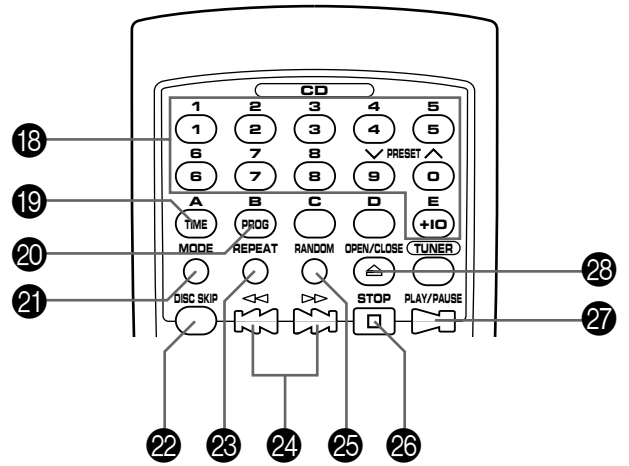 CD
1 2 3 4 5
1 2 3 4 5
6 7 8 PRESET
6 7 8 9 0
A B C D E
TIME PROG +10
MODE REPEAT RANDOM OPEN/CLOSE TUNER
DISC SKIP STOP PLAY/PAUSE
18
19
20
21
22 23 24 25 26
27
28